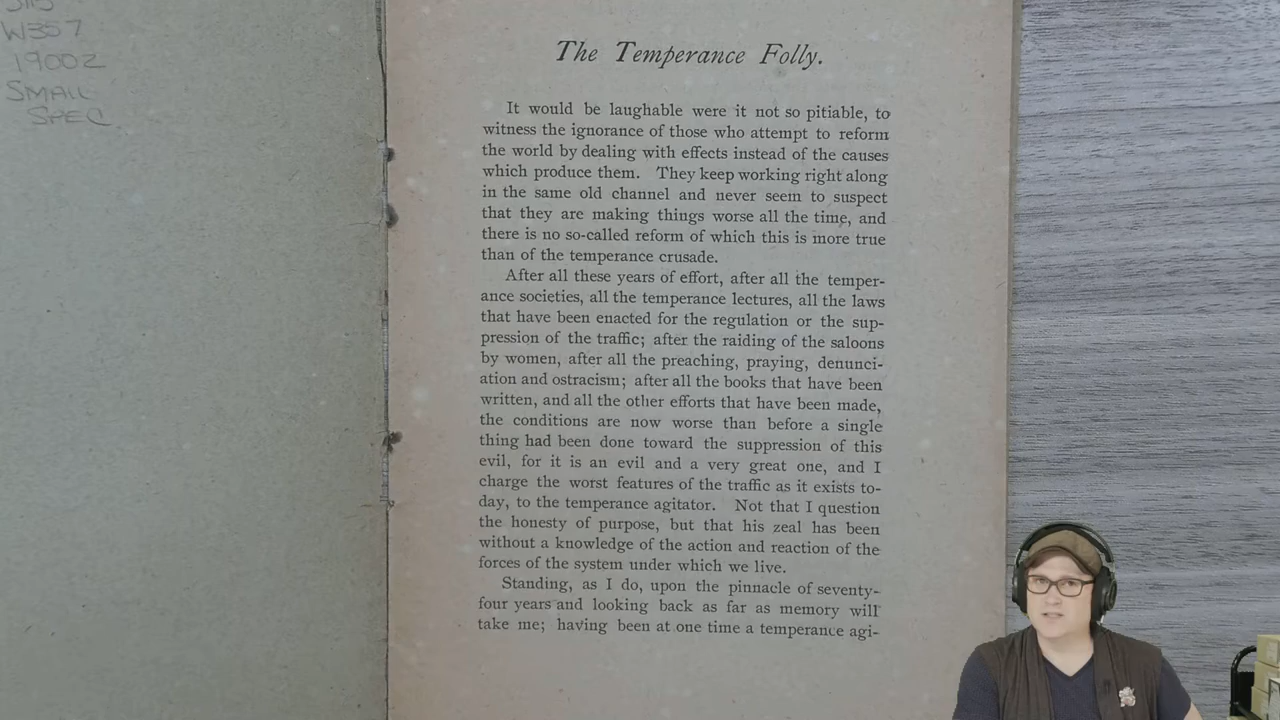 W357
1900z
SMALL
SPEC
The Temperance Folly.
It would be laughable were it not so pitiable, to
witness the ignorance of those who attempt to reform
the world by dealing with effects instead of the causes
which produce them. They keep working right along
in the same old channel and never seem to suspect
that they are making things worse all the time, and
there is no so-called reform of which this is more true
than of the temperance crusade.
After all these years of effort, after all the temper-
ance societies, all the temperance lectures, all the laws
that have been enacted for the regulation or the sup-
pression of the traffic; after the raiding of the saloons
by women, after all the preaching, praying, denunci-
ation and ostracism; after all the books that have been
written, and all the other efforts that have been made,
the conditions are now worse than before a single
thing had been done toward the suppression of this
evil, for it is an evil and a very great one, and I
charge the worst features of the traffic as it exists to-
day, to the temperance agitator. Not that I question
the honesty of purpose, but that his zeal has been
without a knowledge of the action and reaction of the
forces of the system under which we live.
Standing, as I do, upon the pinnacle of seventy-
four years and looking back as far as memory will
take me; having been at one time a temperance agi-